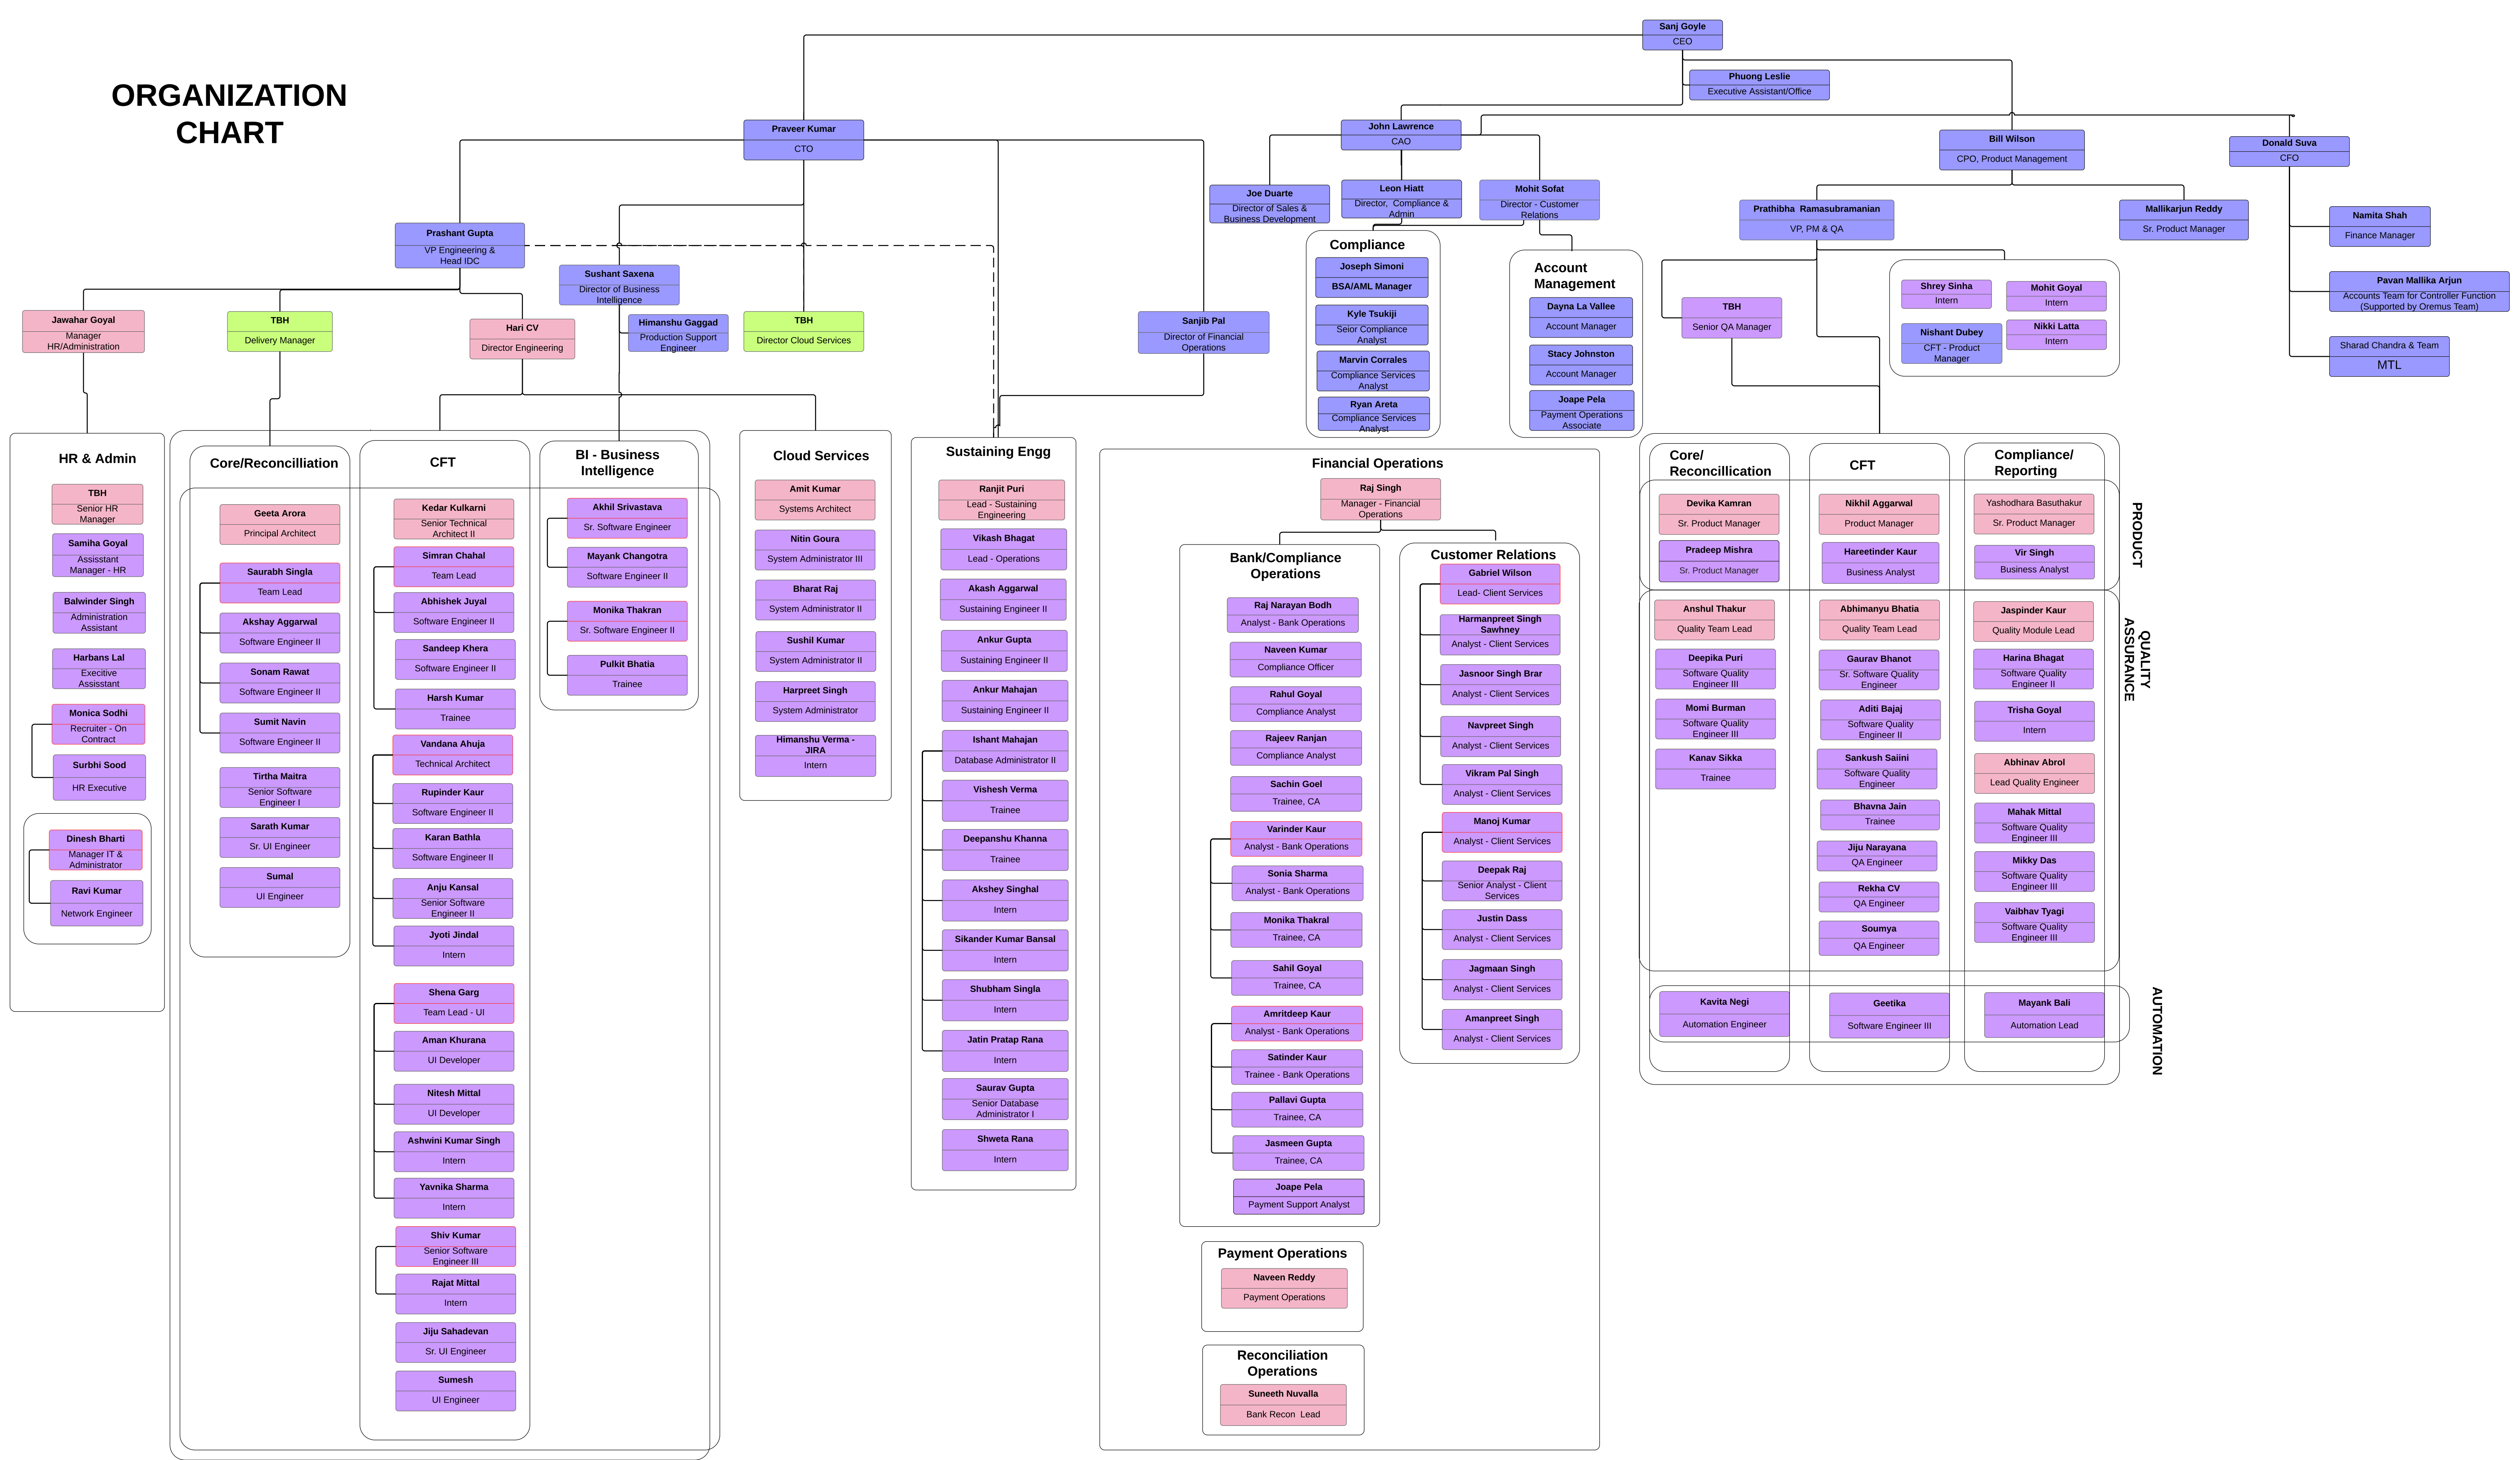 ORGANIZATION
CHART
Sanj Goyle
CEO
Phuong Leslie
Executive Assistant/Office
Praveer Kumar
CTO
John Lawrence
CAO
Bill Wilson
CPO, Product Management
Donald Suva
CFO
Joe Duarte
Director of Sales &
Business Development
Leon Hiatt
Director, Compliance &
Admin
Mohit Sofat
Director - Customer
Relations
Prathibha Ramasubramanian
VP, PM & QA
Mallikarjun Reddy
Sr. Product Manager
Namita Shah
Finance Manager
Pavan Mallika Arjun
Accounts Team for Controller Function
(Supported by Oremus Team)
Sharad Chandra & Team
MTL
Prashant Gupta
VP Engineering &
Head IDC
Sushant Saxena
Director of Business
Intelligence
Himanshu Gaggad
Production Support
Engineer
Jawahar Goyal
Manager
HR/Administration
TBH
Delivery Manager
Hari CV
Director Engineering
TBH
Director Cloud Services
Sanjib Pal
Director of Financial
Operations
Compliance
Joseph Simoni
BSA/AML Manager
Kyle Tsukiji
Seior Compliance
Analyst
Marvin Corrales
Compliance Services
Analyst
Ryan Areta
Compliance Services
Analyst
Account
Management
Dayna La Vallee
Account Manager
Stacy Johnston
Account Manager
Joape Pela
Payment Operations
Associate
TBH
Senior QA Manager
Shrey Sinha
Intern
Mohit Goyal
Intern
Nishant Dubey
CFT - Product
Manager
Nikki Latta
Intern
HR & Admin
TBH
Senior HR
Manager
Samiha Goyal
Assisstant
Manager - HR
Balwinder Singh
Administration
Assistant
Harbans Lal
Execitive
Assisstant
Monica Sodhi
Recruiter - On
Contract
Surbhi Sood
HR Executive
Dinesh Bharti
Manager IT &
Administrator
Ravi Kumar
Network Engineer
Core/Reconcilliation
Geeta Arora
Principal Architect
Saurabh Singla
Team Lead
Akshay Aggarwal
Software Engineer II
Sonam Rawat
Software Engineer II
Sumit Navin
Software Engineer II
Tirtha Maitra
Senior Software
Engineer I
Sarath Kumar
Sr. UI Engineer
Sumal
UI Engineer
CFT
Kedar Kulkarni
Senior Technical
Architect II
Simran Chahal
Team Lead
Abhishek Juyal
Software Engineer II
Sandeep Khera
Software Engineer II
Harsh Kumar
Trainee
Vandana Ahuja
Technical Architect
Rupinder Kaur
Software Engineer II
Karan Bathla
Software Engineer II
Anju Kansal
Senior Software
Engineer II
Jyoti Jindal
Intern
Shena Garg
Team Lead - UI
Aman Khurana
UI Developer
Nitesh Mittal
UI Developer
Ashwini Kumar Singh
Intern
Yavnika Sharma
Intern
Shiv Kumar
Senior Software
Engineer III
Rajat Mittal
Intern
Jiju Sahadevan
Sr. UI Engineer
Sumesh
UI Engineer
BI - Business
Intelligence
Akhil Srivastava
Sr. Software Engineer
Mayank Changotra
Software Engineer II
Monika Thakran
Sr. Software Engineer II
Pulkit Bhatia
Trainee
Cloud Services
Amit Kumar
Systems Architect
Nitin Goura
System Administrator III
Bharat Raj
System Administrator II
Sushil Kumar
System Administrator II
Harpreet Singh
System Administrator
Himanshu Verma -
JIRA
Intern
Sustaining Engg
Ranjit Puri
Lead - Sustaining
Engineering
Vikash Bhagat
Lead - Operations
Akash Aggarwal
Sustaining Engineer II
Ankur Gupta
Sustaining Engineer II
Ankur Mahajan
Sustaining Engineer II
Ishant Mahajan
Database Administrator II
Vishesh Verma
Trainee
Deepanshu Khanna
Trainee
Akshey Singhal
Intern
Sikander Kumar Bansal
Intern
Shubham Singla
Intern
Jatin Pratap Rana
Intern
Saurav Gupta
Senior Database
Administrator I
Shweta Rana
Intern
Financial Operations
Raj Singh
Manager - Financial
Operations
Bank/Compliance
Operations
Raj Narayan Bodh
Analyst - Bank Operations
Naveen Kumar
Compliance Officer
Rahul Goyal
Compliance Analyst
Rajeev Ranjan
Compliance Analyst
Sachin Goel
Trainee, CA
Varinder Kaur
Analyst - Bank Operations
Sonia Sharma
Analyst - Bank Operations
Monika Thakral
Trainee, CA
Sahil Goyal
Trainee, CA
Amritdeep Kaur
Analyst - Bank Operations
Satinder Kaur
Trainee - Bank Operations
Pallavi Gupta
Trainee, CA
Jasmeen Gupta
Trainee, CA
Joape Pela
Payment Support Analyst
Customer Relations
Gabriel Wilson
Lead- Client Services
Harmanpreet Singh
Sawhney
Analyst - Client Services
Jasnoor Singh Brar
Analyst - Client Services
Navpreet Singh
Analyst - Client Services
Vikram Pal Singh
Analyst - Client Services
Manoj Kumar
Analyst - Client Services
Deepak Raj
Senior Analyst - Client
Services
Justin Dass
Analyst - Client Services
Jagmaan Singh
Analyst - Client Services
Amanpreet Singh
Analyst - Client Services
Payment Operations
Naveen Reddy
Payment Operations
Reconciliation
Operations
Suneeth Nuvalla
Bank Recon Lead
Core/
Reconcillication
Devika Kamran
Sr. Product Manager
Pradeep Mishra
Sr. Product Manager
Anshul Thakur
Quality Team Lead
Deepika Puri
Software Quality
Engineer III
Momi Burman
Software Quality
Engineer III
Kanav Sikka
Trainee
Kavita Negi
Automation Engineer
CFT
Nikhil Aggarwal
Product Manager
Hareetinder Kaur
Business Analyst
Abhimanyu Bhatia
Quality Team Lead
Gaurav Bhanot
Sr. Software Quality
Engineer
Aditi Bajaj
Software Quality
Engineer II
Sankush Saiini
Software Quality
Engineer
Bhavna Jain
Trainee
Jiju Narayana
QA Engineer
Rekha CV
QA Engineer
Soumya
QA Engineer
Geetika
Software Engineer III
Compliance/
Reporting
Yashodhara Basuthakur
Sr. Product Manager
Vir Singh
Business Analyst
Jaspinder Kaur
Quality Module Lead
Harina Bhagat
Software Quality
Engineer II
Trisha Goyal
Intern
Abhinav Abrol
Lead Quality Engineer
Mahak Mittal
Software Quality
Engineer III
Mikky Das
Software Quality
Engineer III
Vaibhav Tyagi
Software Quality
Engineer III
Mayank Bali
Automation Lead
PRODUCT
QUALITY
ASSURANCE
AUTOMATION